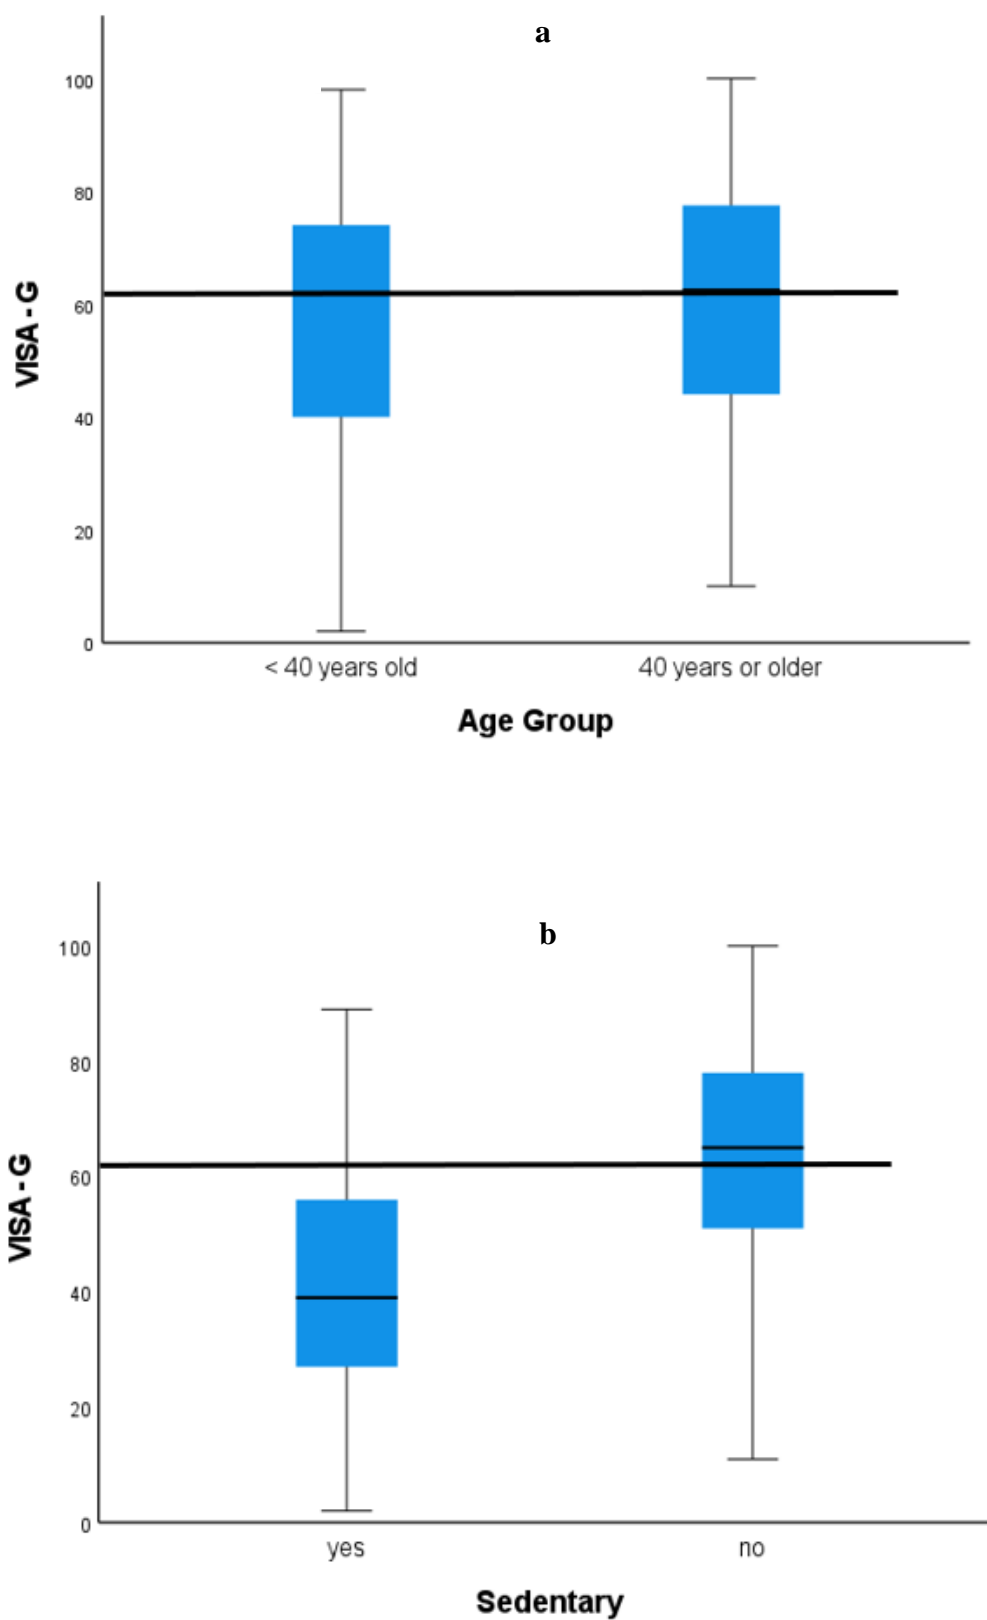 a
100
80
60
40
20
0
VISA - G
< 40 years old
40 years or older
Age Group
b
100
80
60
40
20
0
VISA - G
yes
no
Sedentary